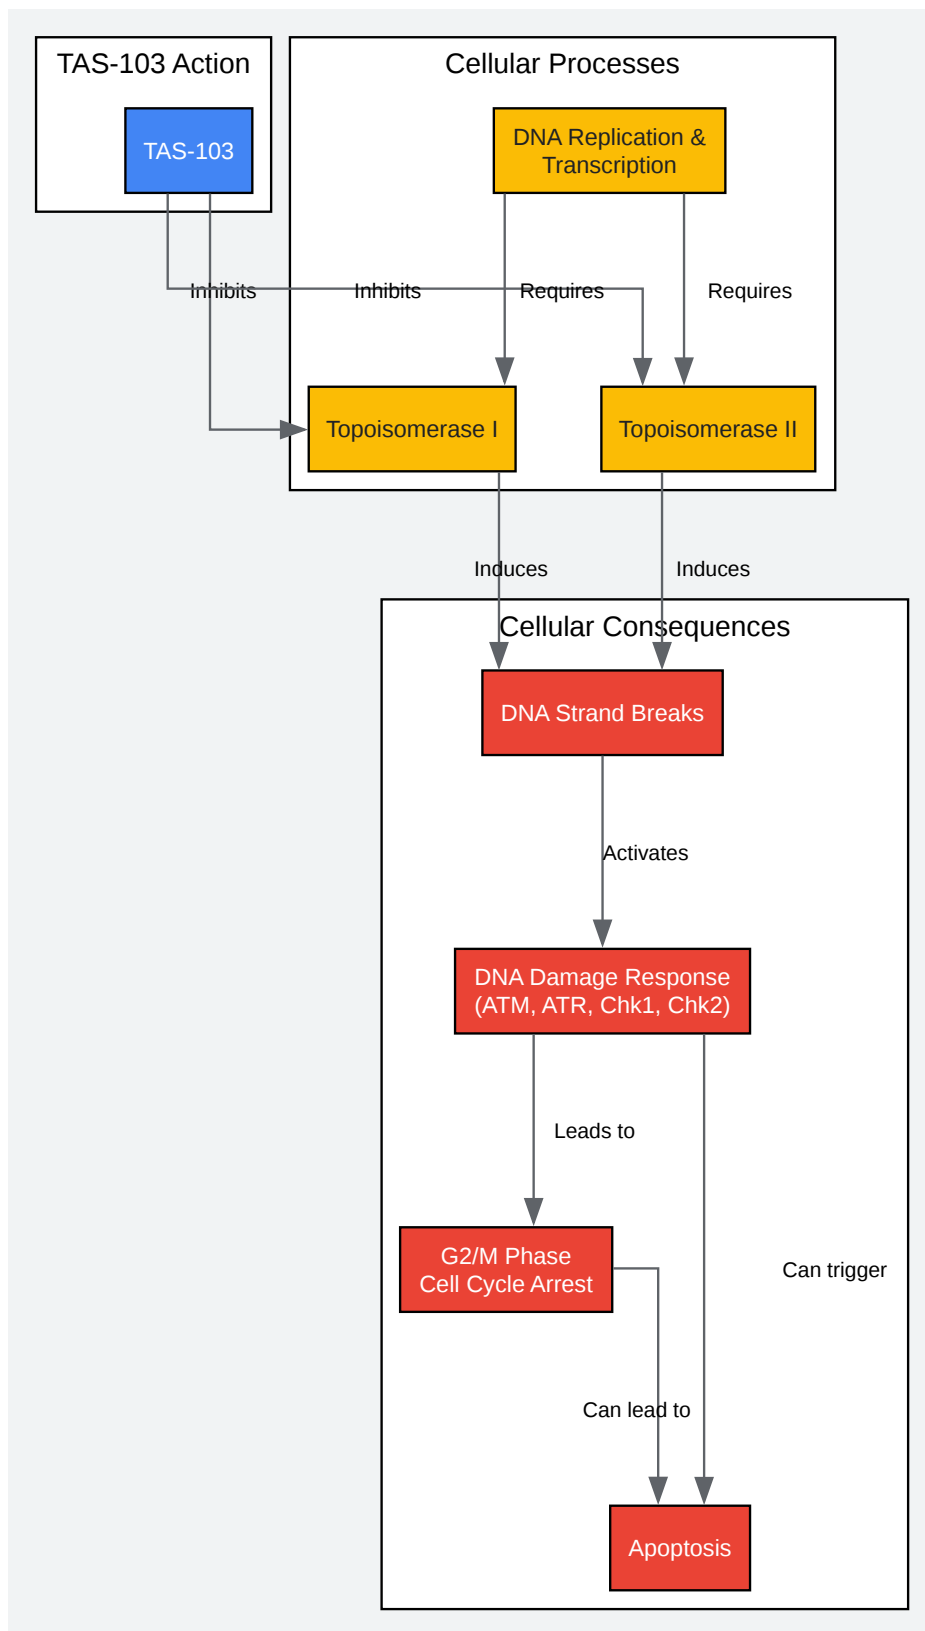 TAS-103 Action
Cellular Processes
TAS-103
DNA Replication &
Transcription
Inhibits
Inhibits
Requires
Requires
Topoisomerase I
Topoisomerase II
Induces
Induces
Cellular Consequences
DNA Strand Breaks
Activates
DNA Damage Response
(ATM, ATR, Chk1, Chk2)
Leads to
G2/M Phase
Cell Cycle Arrest
Can trigger
Can lead to
Apoptosis